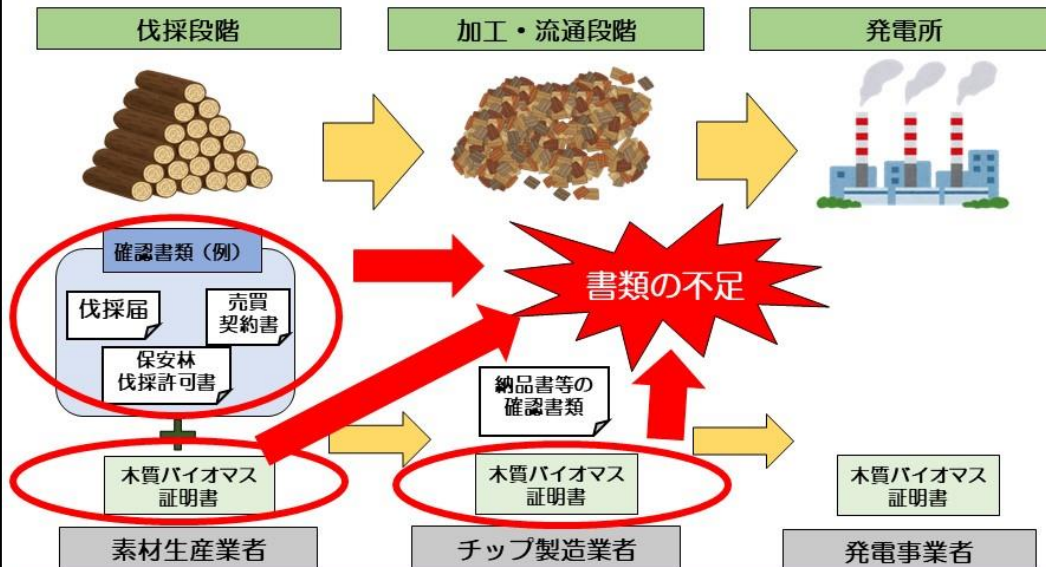 伐採段階
加工・流通段階
発電所
確認書類（例）
伐採届
売買
契約書
保安林
伐採許可書
書類の不足
納品書等の
確認書類
木質バイオマス
証明書
木質バイオマス
証明書
木質バイオマス
証明書
素材生産業者
チップ製造業者
発電事業者